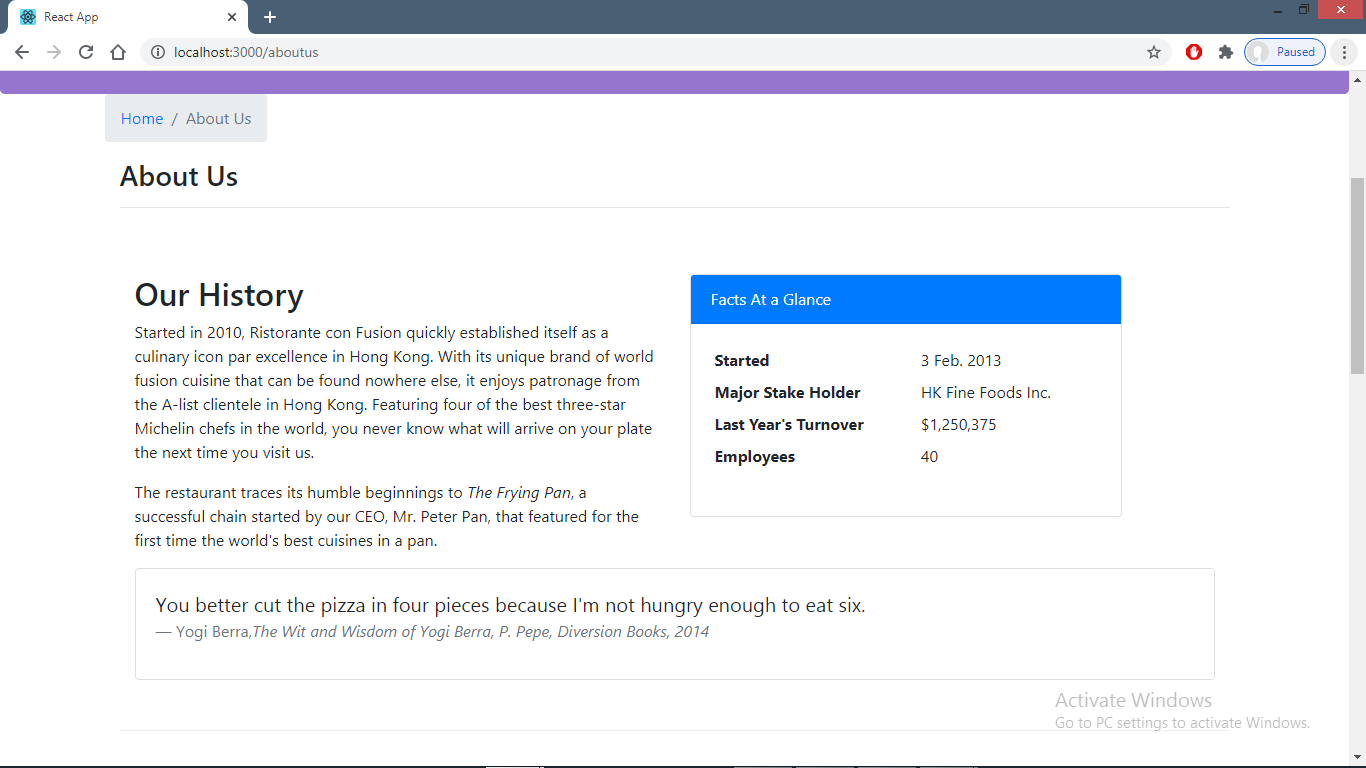 React App
localhost:3000/aboutus
Paused
Home / About Us
About Us
Our History
Started in 2010, Ristorante con Fusion quickly established itself as a
culinary icon par excellence in Hong Kong. With its unique brand of world
fusion cuisine that can be found nowhere else, it enjoys patronage from
the A-list clientele in Hong Kong. Featuring four of the best three-star
Michelin chefs in the world, you never know what will arrive on your plate
the next time you visit us.
The restaurant traces its humble beginnings to The Frying Pan, a
successful chain started by our CEO, Mr. Peter Pan, that featured for the
first time the world's best cuisines in a pan.
Facts At a Glance
Started 3 Feb. 2013
Major Stake Holder HK Fine Foods Inc.
Last Year's Turnover $1,250,375
Employees 40
You better cut the pizza in four pieces because I'm not hungry enough to eat six.
— Yogi Berra,The Wit and Wisdom of Yogi Berra, P. Pepe, Diversion Books, 2014
Activate Windows
Go to PC settings to activate Windows.